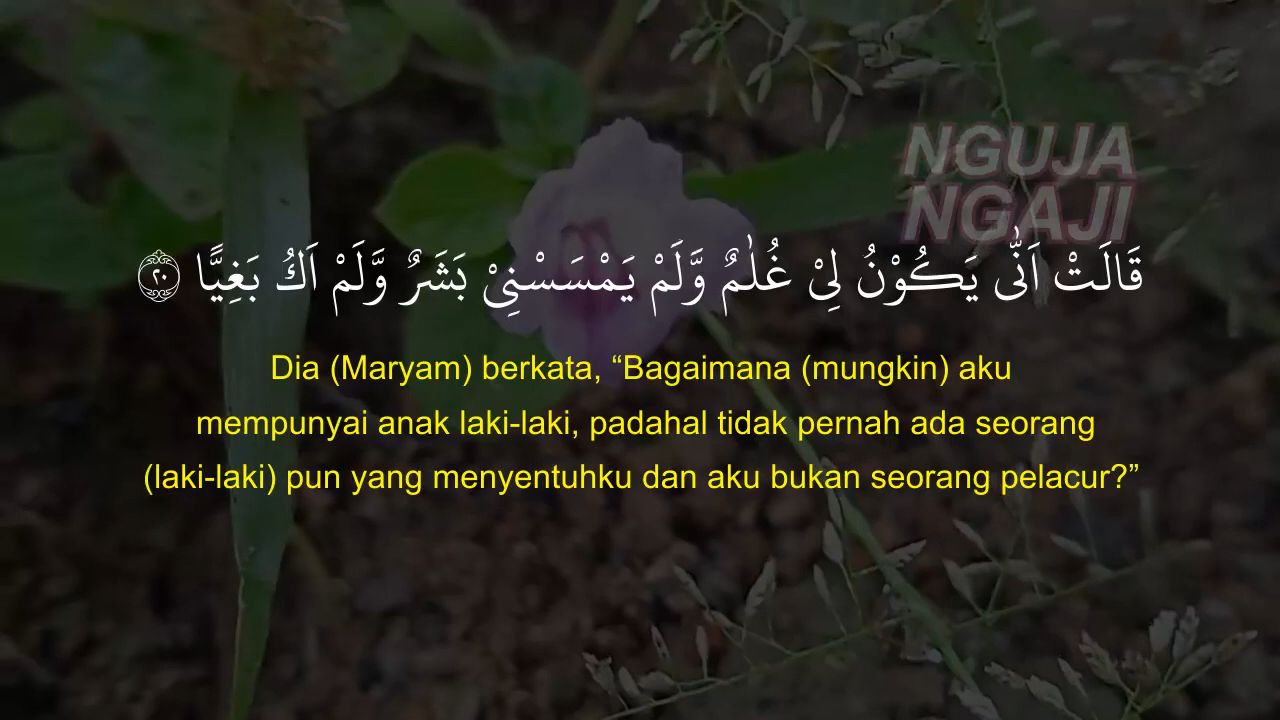 NGUJA
NGAJI
قَالَتْ اَنّٰى يَكُوْنُ لِيْ غُلٰمٌ وَّلَمْ يَمْسَسْنِيْ بَشَرٌ وَّلَمْ اَكُ بَغِيًّا ۝٢٠
Dia (Maryam) berkata, “Bagaimana (mungkin) aku
mempunyai anak laki-laki, padahal tidak pernah ada seorang
(laki-laki) pun yang menyentuhku dan aku bukan seorang pelacur?”